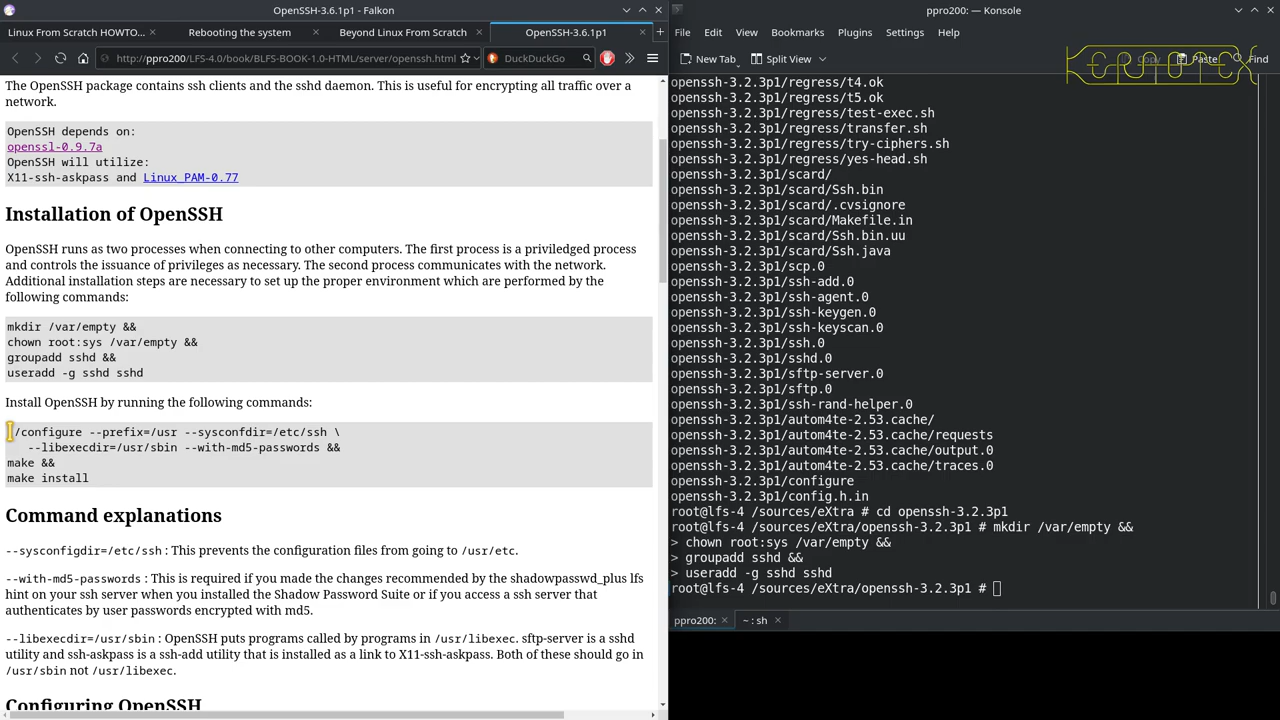 OpenSSH-3.6.1p1 - Falkon
Linux From Scratch HOWTO...
Rebooting the system
Beyond Linux From Scratch
OpenSSH-3.6.1p1
http://ppro200/LFS-4.0/book/BLFS-BOOK-1.0-HTML/server/openssh.html
DuckDuckGo
The OpenSSH package contains ssh clients and the sshd daemon. This is useful for encrypting all traffic over a
network.
OpenSSH depends on:
openssl-0.9.7a
OpenSSH will utilize:
X11-ssh-askpass and Linux_PAM-0.77
Installation of OpenSSH
OpenSSH runs as two processes when connecting to other computers. The first process is a priviledged process
and controls the issuance of privileges as necessary. The second process communicates with the network.
Additional installation steps are necessary to set up the proper environment which are performed by the
following commands:
mkdir /var/empty &&
chown root:sys /var/empty &&
groupadd sshd &&
useradd -g sshd sshd
Install OpenSSH by running the following commands:
./configure --prefix=/usr --sysconfdir=/etc/ssh \
--libexecdir=/usr/sbin --with-md5-passwords &&
make &&
make install
Command explanations
--sysconfigdir=/etc/ssh : This prevents the configuration files from going to /usr/etc.
--with-md5-passwords : This is required if you made the changes recommended by the shadowpasswd_plus lfs
hint on your ssh server when you installed the Shadow Password Suite or if you access a ssh server that
authenticates by user passwords encrypted with md5.
--libexecdir=/usr/sbin : OpenSSH puts programs called by programs in /usr/libexec. sftp-server is a sshd
utility and ssh-askpass is a ssh-add utility that is installed as a link to X11-ssh-askpass. Both of these should go in
/usr/sbin not /usr/libexec.
Configuring OpenSSH
ppro200: — Konsole
File Edit View Bookmarks Plugins Settings Help
New Tab Split View Copy Paste Find
openssh-3.2.3p1/regress/t4.ok
openssh-3.2.3p1/regress/t5.ok
openssh-3.2.3p1/regress/test-exec.sh
openssh-3.2.3p1/regress/transfer.sh
openssh-3.2.3p1/regress/try-ciphers.sh
openssh-3.2.3p1/regress/yes-head.sh
openssh-3.2.3p1/scard/
openssh-3.2.3p1/scard/Ssh.bin
openssh-3.2.3p1/scard/.cvsignore
openssh-3.2.3p1/scard/Makefile.in
openssh-3.2.3p1/scard/Ssh.bin.uu
openssh-3.2.3p1/scard/Ssh.java
openssh-3.2.3p1/scp.0
openssh-3.2.3p1/ssh-add.0
openssh-3.2.3p1/ssh-agent.0
openssh-3.2.3p1/ssh-keygen.0
openssh-3.2.3p1/ssh-keyscan.0
openssh-3.2.3p1/ssh.0
openssh-3.2.3p1/sshd.0
openssh-3.2.3p1/sftp-server.0
openssh-3.2.3p1/sftp.0
openssh-3.2.3p1/ssh-rand-helper.0
openssh-3.2.3p1/autom4te-2.53.cache/
openssh-3.2.3p1/autom4te-2.53.cache/requests
openssh-3.2.3p1/autom4te-2.53.cache/output.0
openssh-3.2.3p1/autom4te-2.53.cache/traces.0
openssh-3.2.3p1/configure
openssh-3.2.3p1/config.h.in
root@lfs-4 /sources/eXtra # cd openssh-3.2.3p1
root@lfs-4 /sources/eXtra/openssh-3.2.3p1 # mkdir /var/empty &&
> chown root:sys /var/empty &&
> groupadd sshd &&
> useradd -g sshd sshd
root@lfs-4 /sources/eXtra/openssh-3.2.3p1 #
ppro200:
~ : sh